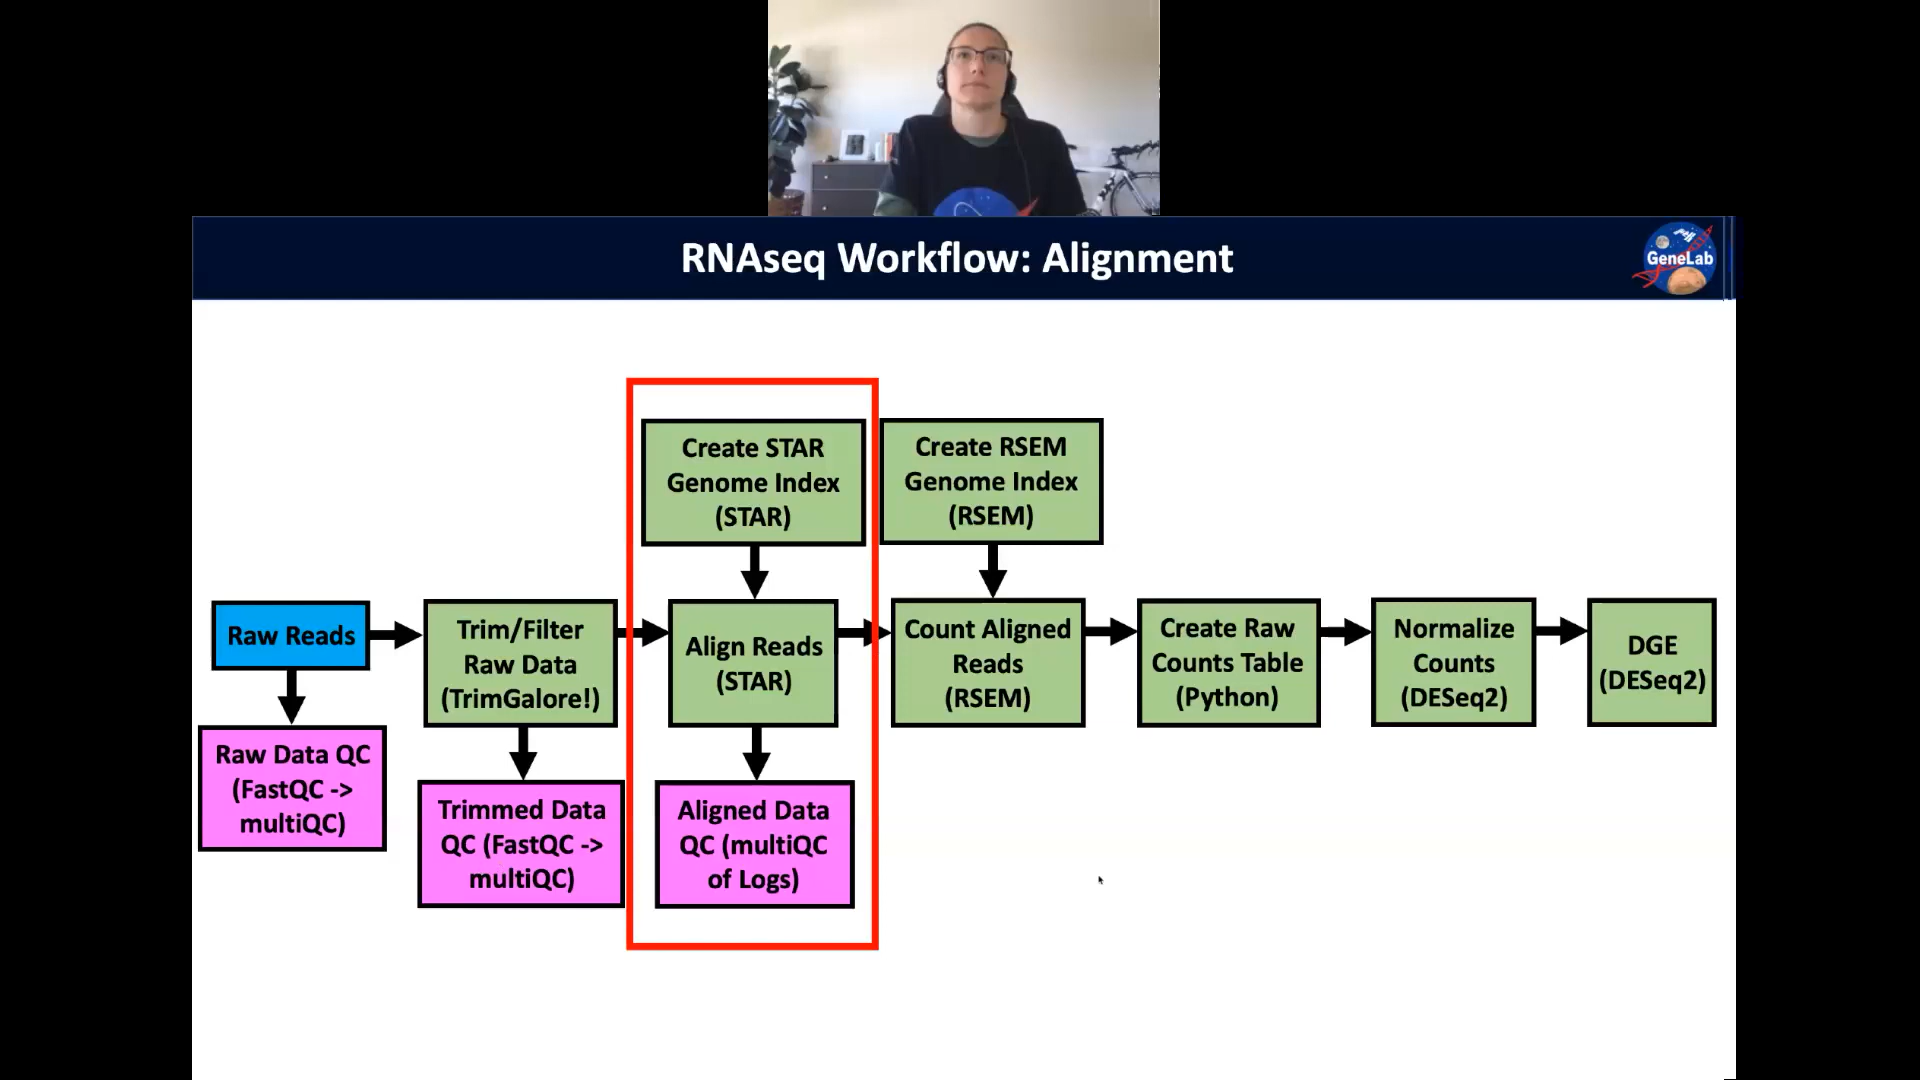 RNAseq Workflow: Alignment
GeneLab
Create STAR
Genome Index
(STAR)
Create RSEM
Genome Index
(RSEM)
Raw Reads
Trim/Filter
Raw Data
(TrimGalore!)
Align Reads
(STAR)
Count Aligned
Reads
(RSEM)
Create Raw
Counts Table
(Python)
Normalize
Counts
(DESeq2)
DGE
(DESeq2)
Raw Data QC
(FastQC ->
multiQC)
Trimmed Data
QC (FastQC ->
multiQC)
Aligned Data
QC (multiQC
of Logs)